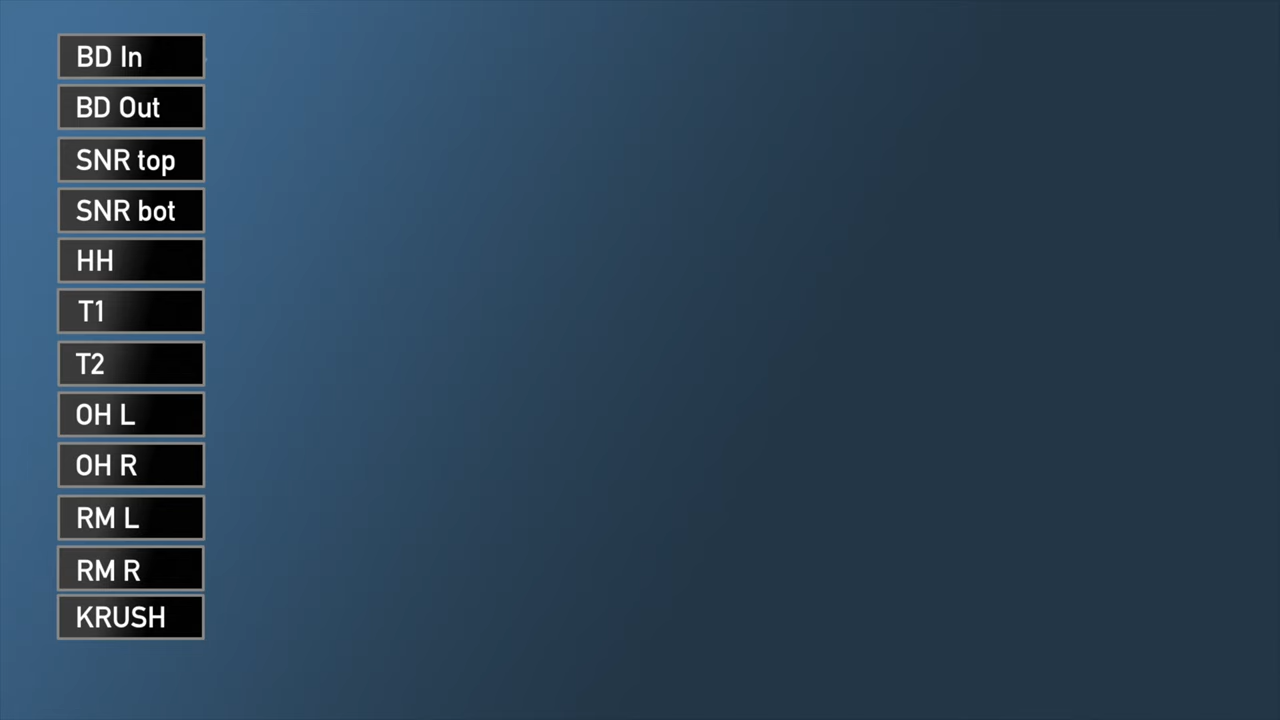 BD In
BD Out
SNR top
SNR bot
HH
T1
T2
OH L
OH R
RM L
RM R
KRUSH